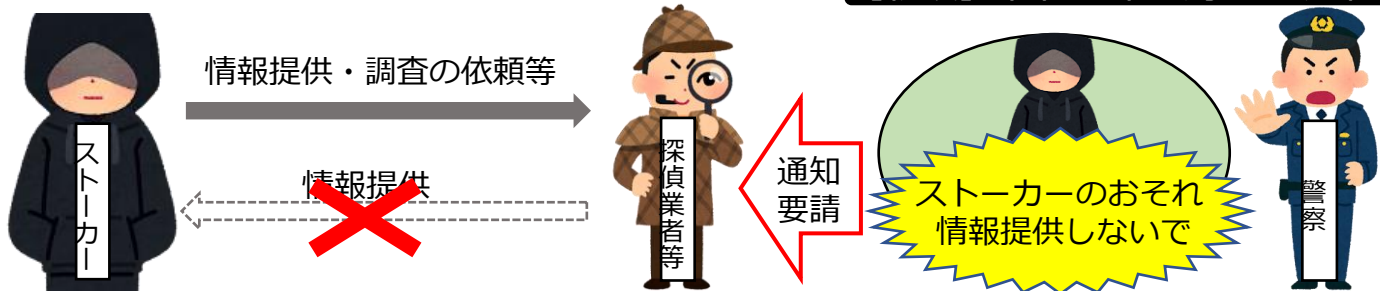 情報提供・調査の依頼等
ストーカー
情報提供
探偵業者等
通知
要請
ストーカーのおそれ
情報提供しないで
警察